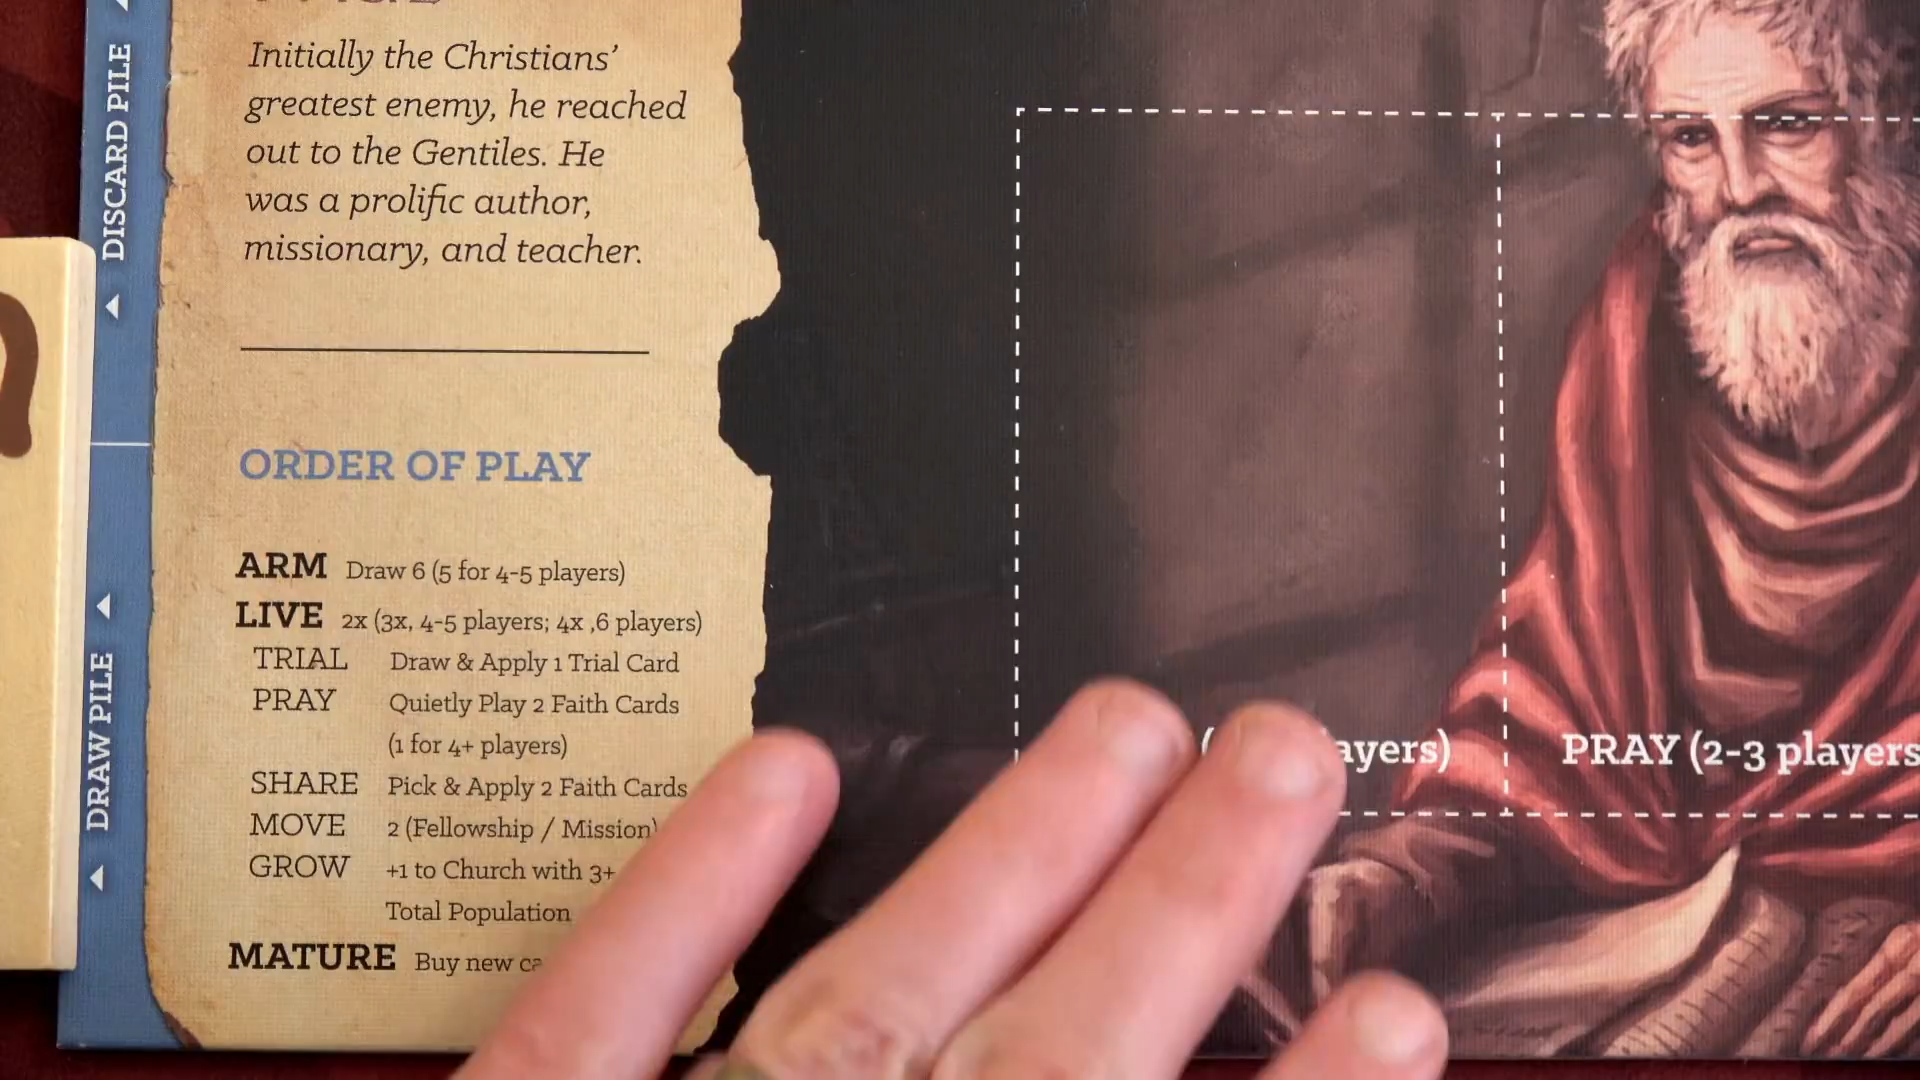 DISCARD PILE
DRAW PILE
Initially the Christians'
greatest enemy, he reached
out to the Gentiles. He
was a prolific author,
missionary, and teacher.
ORDER OF PLAY
ARM Draw 6 (5 for 4-5 players)
LIVE 2x (3x, 4-5 players; 4x ,6 players)
TRIAL Draw & Apply 1 Trial Card
PRAY Quietly Play 2 Faith Cards
(1 for 4+ players)
SHARE Pick & Apply 2 Faith Cards
MOVE 2 (Fellowship / Mission)
GROW +1 to Church with 3+
Total Population
MATURE Buy new
PRAY (2-3 players